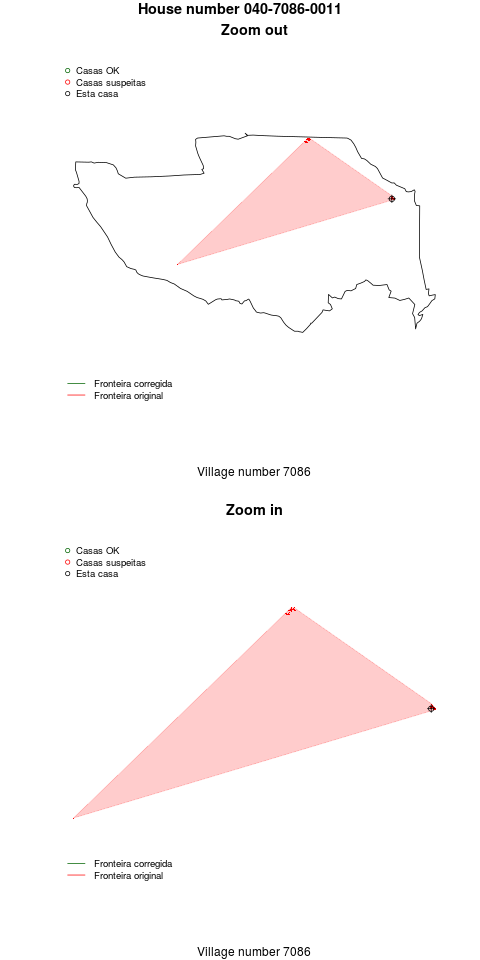 House number 040-7086-0011
Zoom out
Casas OK
Casas suspeitas
Esta casa
Fronteira corregida
Fronteira original
Village number 7086
Zoom in
Casas OK
Casas suspeitas
Esta casa
Fronteira corregida
Fronteira original
Village number 7086